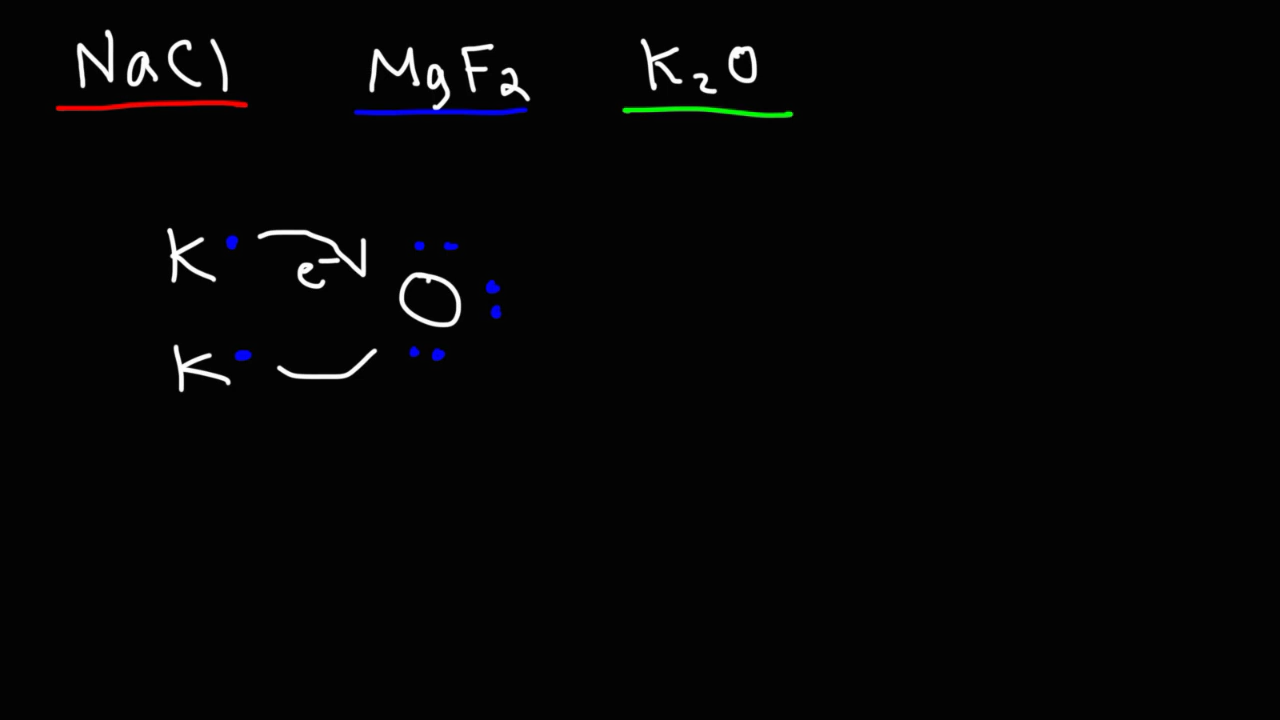 NaCl MgF₂ K₂O
K e⁻ O
K